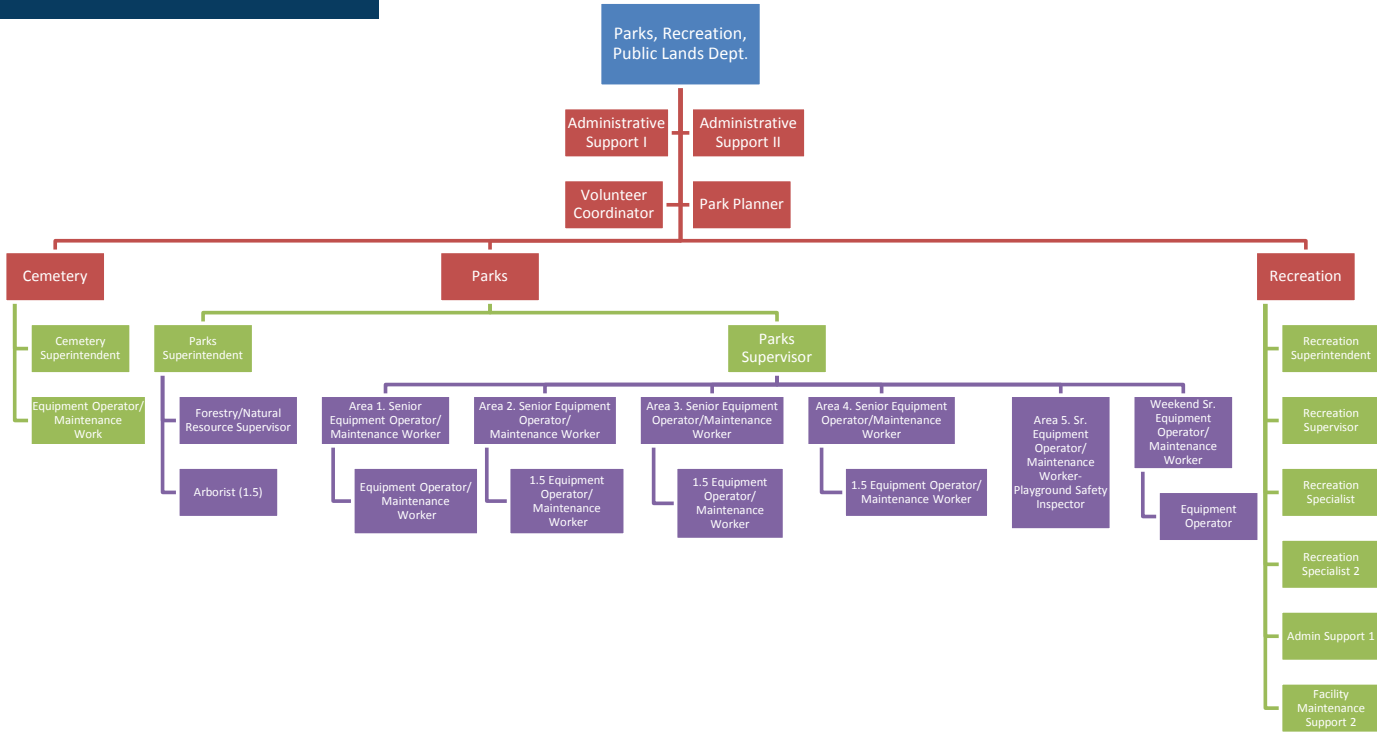 Parks, Recreation,
Public Lands Dept.
Administrative
Support I
Administrative
Support II
Volunteer
Coordinator
Park Planner
Cemetery
Parks
Recreation
Cemetery
Superintendent
Equipment Operator/
Maintenance
Work
Parks
Superintendent
Forestry/Natural
Resource Supervisor
Arborist (1.5)
Parks
Supervisor
Area 1. Senior
Equipment Operator/
Maintenance Worker
Equipment Operator/
Maintenance
Worker
Area 2. Senior Equipment
Operator/
Maintenance Worker
1.5 Equipment
Operator/
Maintenance
Worker
Area 3. Senior Equipment
Operator/Maintenance
Worker
1.5 Equipment
Operator/
Maintenance
Worker
Area 4. Senior Equipment
Operator/Maintenance
Worker
1.5 Equipment Operator/
Maintenance Worker
Area 5. Sr.
Equipment
Operator/
Maintenance
Worker-
Playground Safety
Inspector
Weekend Sr.
Equipment
Operator/
Maintenance
Worker
Equipment
Operator
Recreation
Superintendent
Recreation
Supervisor
Recreation
Specialist
Recreation
Specialist 2
Admin Support 1
Facility
Maintenance
Support 2